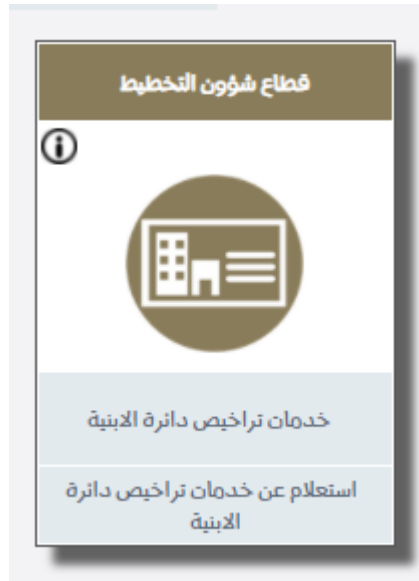 قطاع شؤون التخطيط
خدمات تراخيص دائرة الابنية
استعلام عن خدمات تراخيص دائرة
الابنية